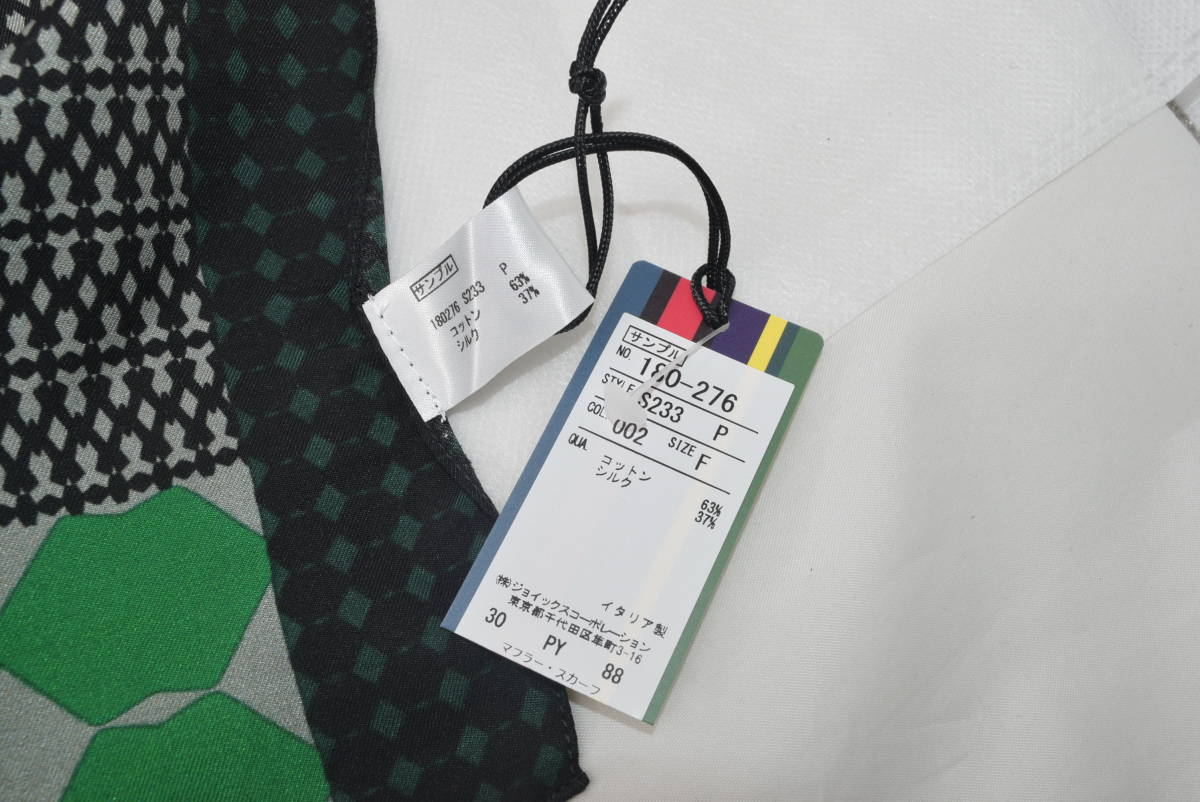 サンプル
180276 S233 P
コットン 63%
シルク 37%
サンプル
NO. 180-276
STYLE S233 P
COL. 002 SIZE F
QUA. コットン 63%
シルク 37%
イタリア製
(株)ジョイックスコーポレーション
東京都千代田区隼町3-16
30 PY 88
マフラー・スカーフ